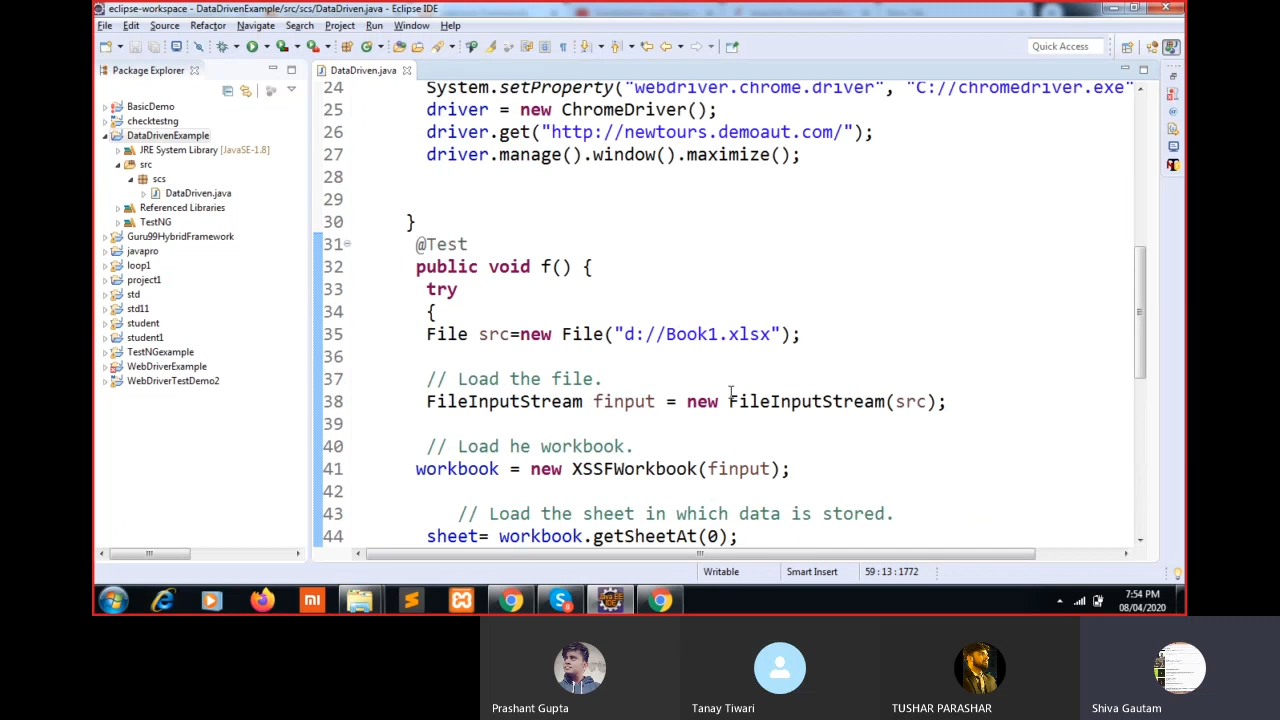 eclipse-workspace - DataDrivenExample/src/scs/DataDriven.java - Eclipse IDE
File Edit Source Refactor Navigate Search Project Run Window Help
Quick Access
Package Explorer
DataDriven.java
BasicDemo
checktestng
DataDrivenExample
JRE System Library [JavaSE-1.8]
src
scs
DataDriven.java
Referenced Libraries
TestNG
Guru99HybridFramework
javapro
loop1
project1
std
std11
student
student1
TestNGexample
WebDriverExample
WebDriverTestDemo2
24 System.setProperty("webdriver.chrome.driver", "C://chromedriver.exe"
25 driver = new ChromeDriver();
26 driver.get("http://newtours.demoaut.com/");
27 driver.manage().window().maximize();
28
29
30 }
31 @Test
32 public void f() {
33 try
34 {
35 File src=new File("d://Book1.xlsx");
36
37 // Load the file.
38 FileInputStream finput = new FileInputStream(src);
39
40 // Load he workbook.
41 workbook = new XSSFWorkbook(finput);
42
43 // Load the sheet in which data is stored.
44 sheet= workbook.getSheetAt(0);
Writable Smart Insert 59 : 13 : 1772
7:54 PM
08/04/2020
Prashant Gupta Tanay Tiwari TUSHAR PARASHAR Shiva Gautam